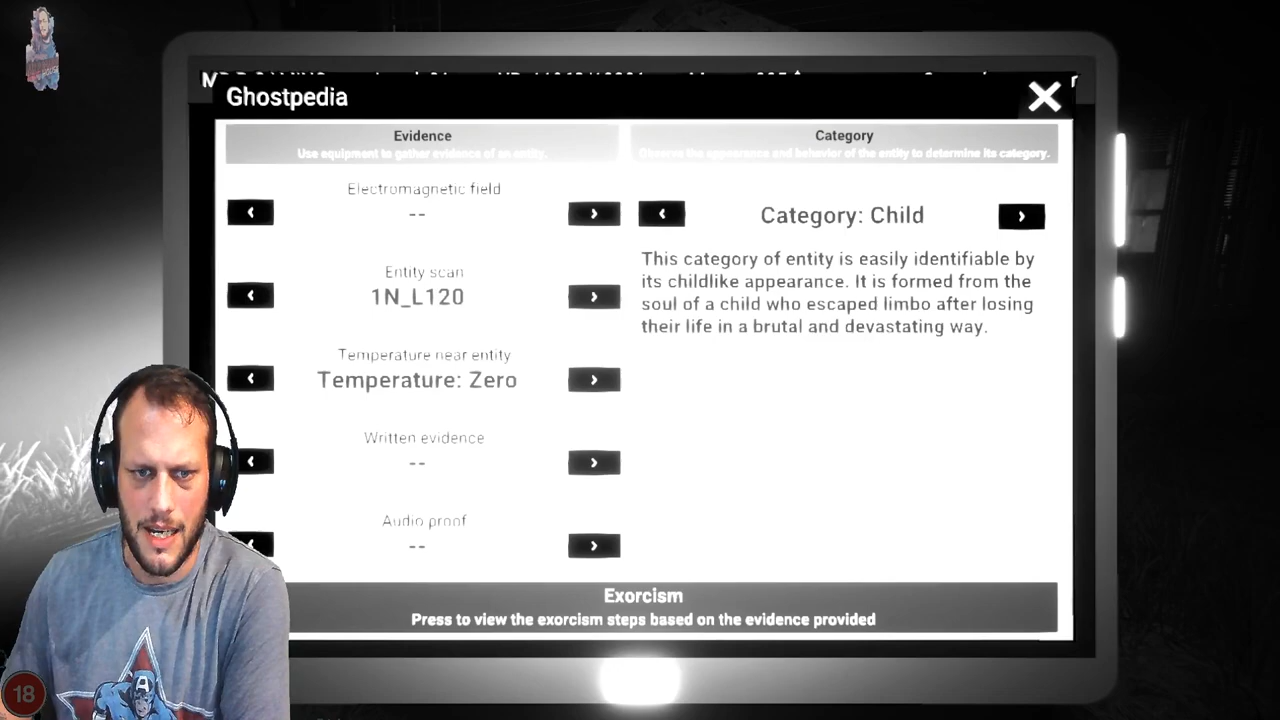 Ghostpedia
Evidence
Use equipment to gather evidence of an entity.
Category
Observe the appearance and behavior of the entity to determine its category.
Electromagnetic field
--
Entity scan
1N_L120
Temperature near entity
Temperature: Zero
Written evidence
--
Audio proof
--
Category: Child
This category of entity is easily identifiable by
its childlike appearance. It is formed from the
soul of a child who escaped limbo after losing
their life in a brutal and devastating way.
Exorcism
Press to view the exorcism steps based on the evidence provided
18